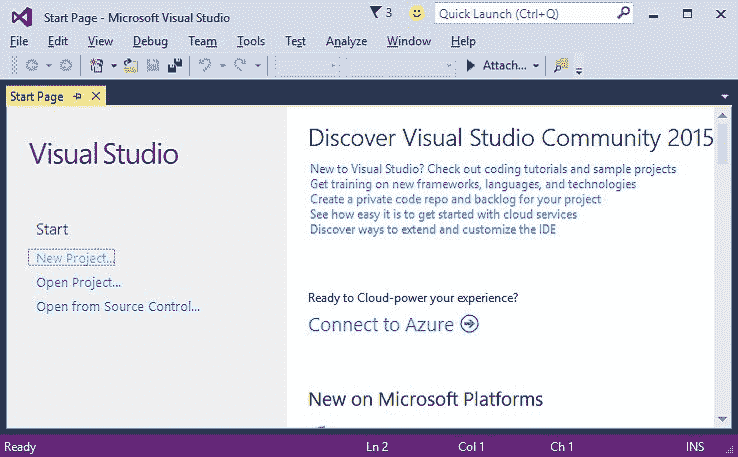 Start Page - Microsoft Visual Studio
3
Quick Launch (Ctrl+Q)
File Edit View Debug Team Tools Test Analyze Window Help
Attach...
Start Page
Visual Studio
Start
New Project...
Open Project...
Open from Source Control...
Discover Visual Studio Community 2015
New to Visual Studio? Check out coding tutorials and sample projects
Get training on new frameworks, languages, and technologies
Create a private code repo and backlog for your project
See how easy it is to get started with cloud services
Discover ways to extend and customize the IDE
Ready to Cloud-power your experience?
Connect to Azure
New on Microsoft Platforms
Ready Ln 2 Col 1 Ch 1 INS